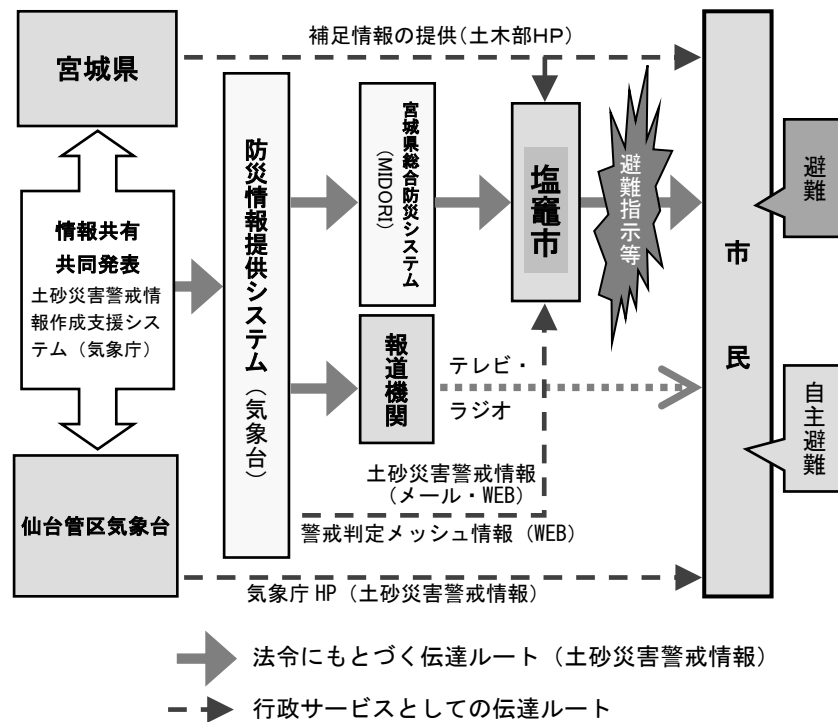 補足情報の提供(土木部HP)
宮城県
情報共有
共同発表
土砂災害警戒情
報作成支援シス
テム（気象庁）
仙台管区気象台
防災情報提供システム（気象台）
宮城県総合防災システム
(MIDORI)
報道機関
塩竈市
避難指示等
テレビ・
ラジオ
土砂災害警戒情報
（メール・WEB）
警戒判定メッシュ情報（WEB）
気象庁 HP（土砂災害警戒情報）
市民
避難
自主避難
法令にもとづく伝達ルート（土砂災害警戒情報）
行政サービスとしての伝達ルート